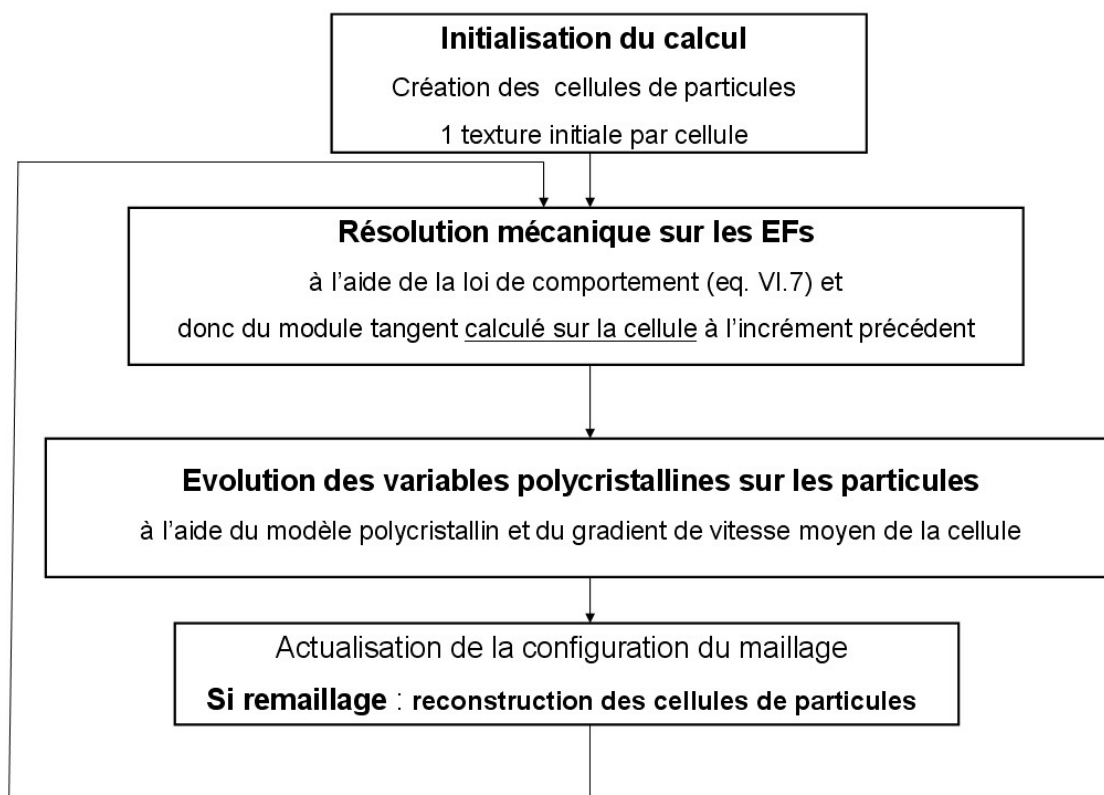 Initialisation du calcul
Création des cellules de particules
1 texture initiale par cellule
Résolution mécanique sur les EFs
à l'aide de la loi de comportement (eq. VI.7) et
donc du module tangent calculé sur la cellule à l'incrément précédent
Evolution des variables polycristallines sur les particules
à l'aide du modèle polycristallin et du gradient de vitesse moyen de la cellule
Actualisation de la configuration du maillage
Si remaillage : reconstruction des cellules de particules